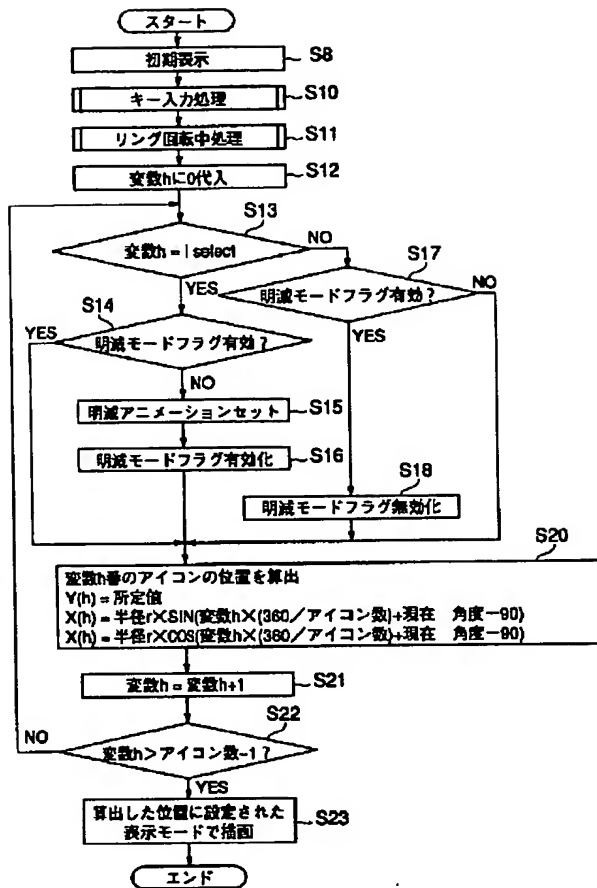 スタート
初期表示
S8
キー入力処理
S10
リング回転中処理
S11
変数hに0代入
S12
S13
変数h = I select
NO
YES
S17
明滅モードフラグ有効？
NO
YES
S14
明滅モードフラグ有効？
YES
NO
明滅アニメーションセット
S15
明滅モードフラグ有効化
S16
S18
明滅モードフラグ無効化
S20
変数h番のアイコンの位置を算出
Y(h) = 所定値
X(h) = 半径r×SIN(変数h×(360／アイコン数)+現在　角度－90)
X(h) = 半径r×COS(変数h×(360／アイコン数)+現在　角度－90)
変数h = 変数h+1
S21
S22
変数h>アイコン数-1？
NO
YES
算出した位置に設定された
表示モードで描画
S23
エンド